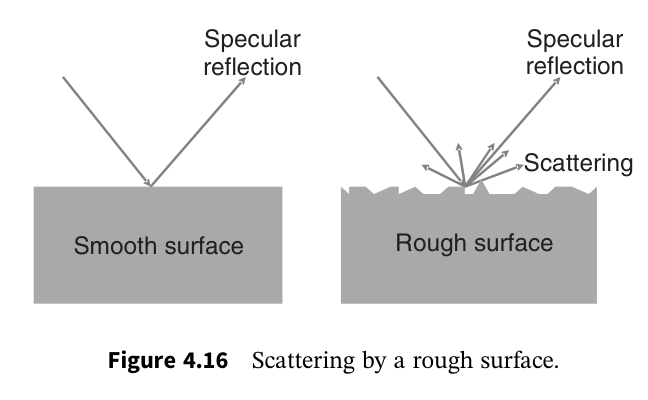 Specular
reflection
Specular
reflection
Scattering
Smooth surface
Rough surface
Figure 4.16 Scattering by a rough surface.